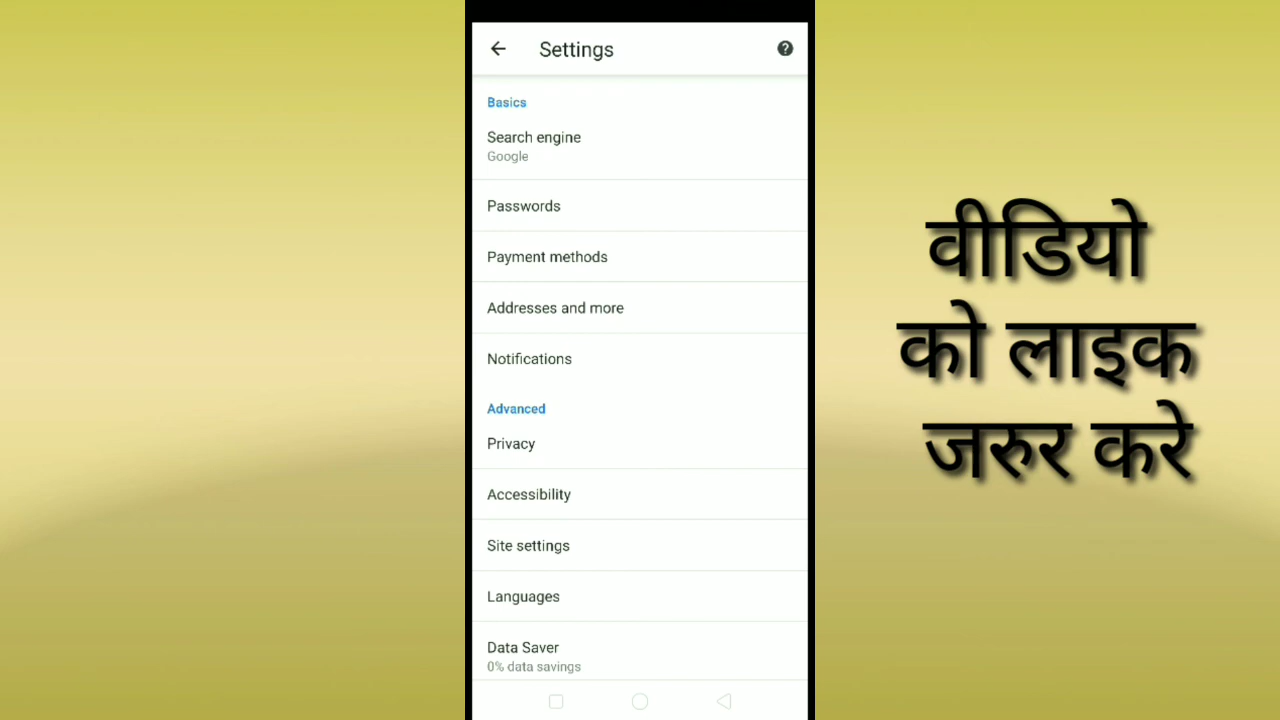 Settings
Basics
Search engine
Google
Passwords
Payment methods
Addresses and more
Notifications
Advanced
Privacy
Accessibility
Site settings
Languages
Data Saver
0% data savings
वीडियो
को लाइक
जरुर करे